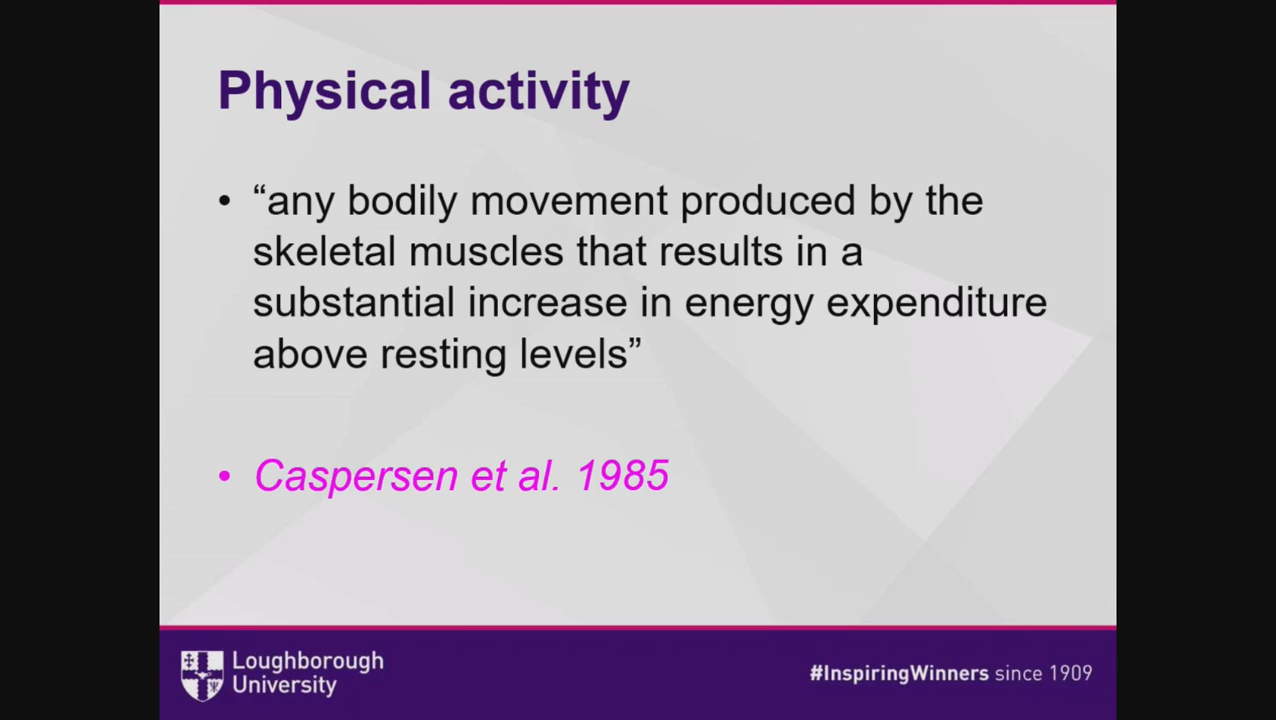 Physical activity
• “any bodily movement produced by the
skeletal muscles that results in a
substantial increase in energy expenditure
above resting levels”
• Caspersen et al. 1985
Loughborough
University
#InspiringWinners since 1909